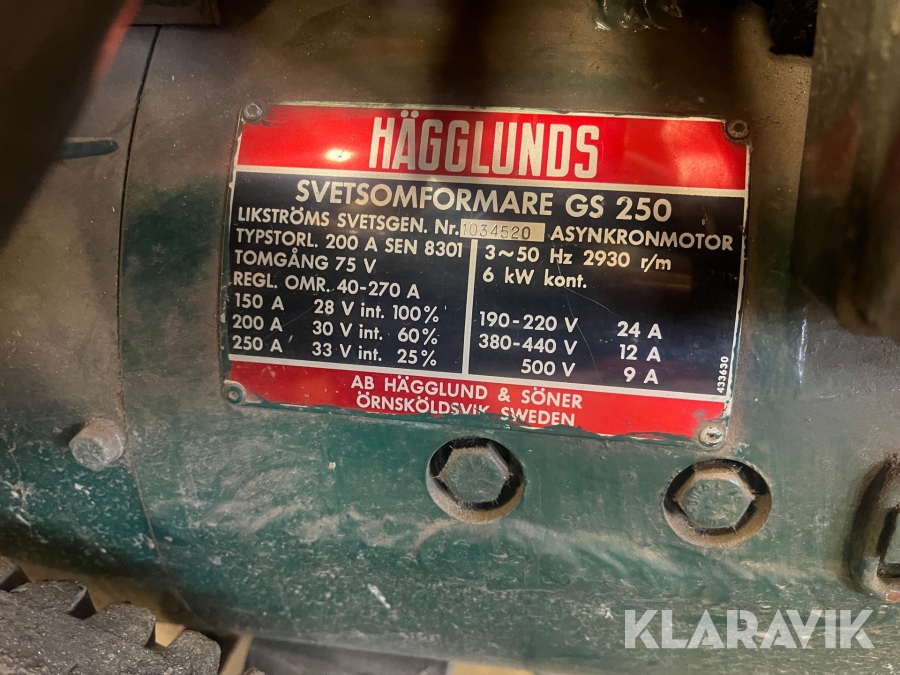 HÄGGLUNDS
SVETSOMFORMARE GS 250
LIKSTRÖMS SVETSGEN. Nr. 1034520 ASYNKRONMOTOR
TYPSTORL. 200 A SEN 8301
TOMGÅNG 75 V
REGL. OMR. 40-270 A
150 A 28 V int. 100%
200 A 30 V int. 60%
250 A 33 V int. 25%
3~50 Hz 2930 r/m
6 kW kont.
190-220 V 24 A
380-440 V 12 A
500 V 9 A
433630
AB HÄGGLUND & SÖNER
ÖRNSKÖLDSVIK SWEDEN
KLARAVIK